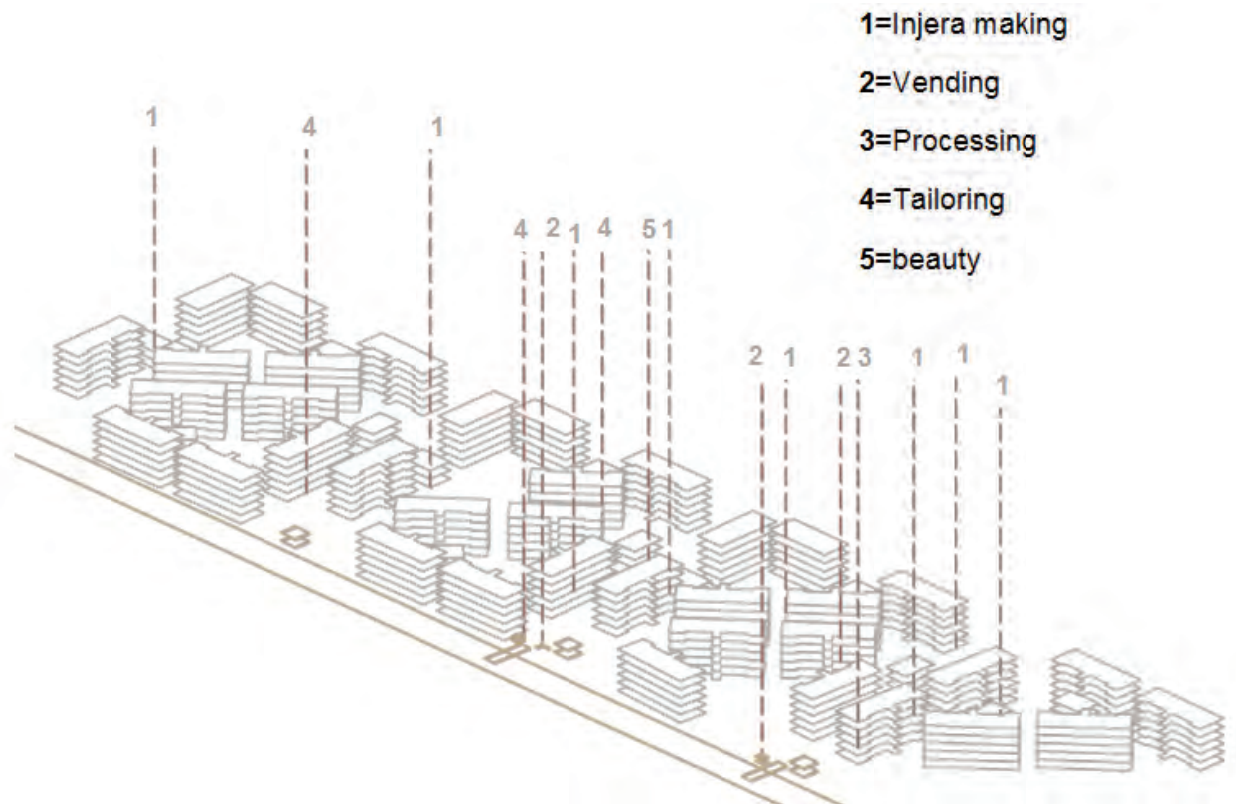 1=Injera making
2=Vending
3=Processing
4=Tailoring
5=beauty
1 4 1
4 2 1 4 5 1
2 1 2 3 1 1 1